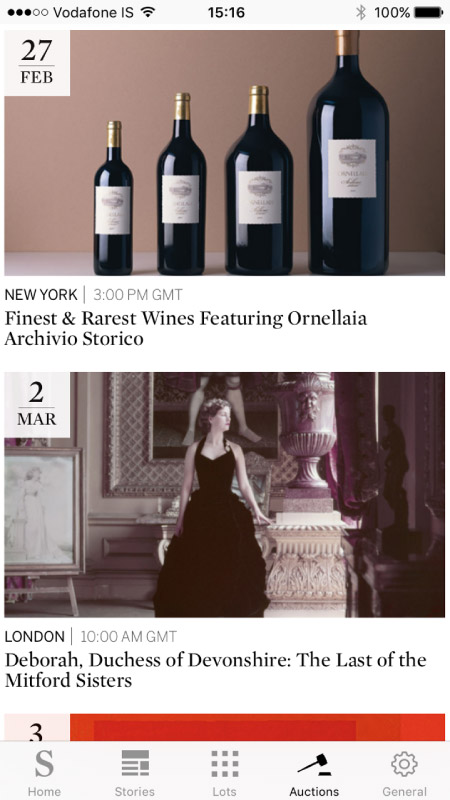 Vodafone IS 15:16 100%
27
FEB
NEW YORK | 3:00 PM GMT
Finest & Rarest Wines Featuring Ornellaia
Archivio Storico
2
MAR
LONDON | 10:00 AM GMT
Deborah, Duchess of Devonshire: The Last of the
Mitford Sisters
3
S
Home Stories Lots Auctions General